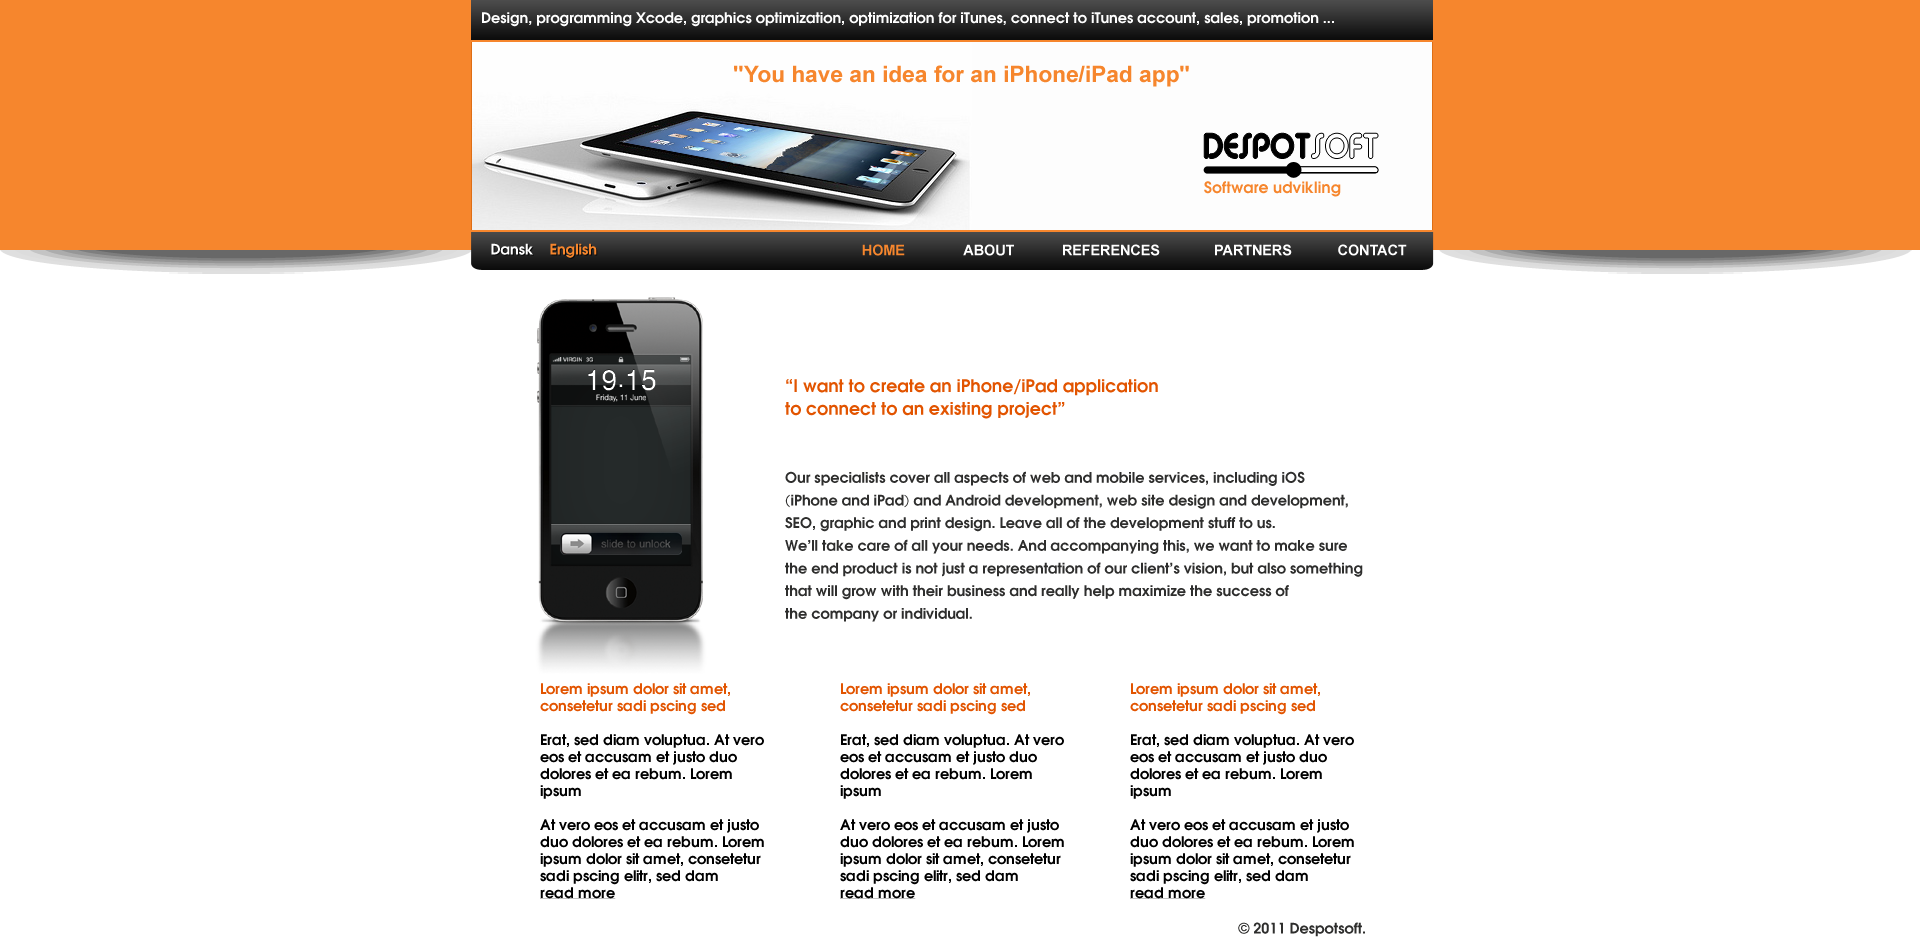 Design, programming Xcode, graphics optimization, optimization for iTunes, connect to iTunes account, sales, promotion ...
"You have an idea for an iPhone/iPad app"
DESPOTSOFT
Software udvikling
Dansk English HOME ABOUT REFERENCES PARTNERS CONTACT
VIRGIN 3G
19:15
Friday, 11 June
slide to unlock
“I want to create an iPhone/iPad application
to connect to an existing project”
Our specialists cover all aspects of web and mobile services, including iOS
(iPhone and iPad) and Android development, web site design and development,
SEO, graphic and print design. Leave all of the development stuff to us.
We’ll take care of all your needs. And accompanying this, we want to make sure
the end product is not just a representation of our client’s vision, but also something
that will grow with their business and really help maximize the success of
the company or individual.
Lorem ipsum dolor sit amet,
consetetur sadi pscing sed
Erat, sed diam voluptua. At vero
eos et accusam et justo duo
dolores et ea rebum. Lorem
ipsum
At vero eos et accusam et justo
duo dolores et ea rebum. Lorem
ipsum dolor sit amet, consetetur
sadi pscing elitr, sed dam
read more
Lorem ipsum dolor sit amet,
consetetur sadi pscing sed
Erat, sed diam voluptua. At vero
eos et accusam et justo duo
dolores et ea rebum. Lorem
ipsum
At vero eos et accusam et justo
duo dolores et ea rebum. Lorem
ipsum dolor sit amet, consetetur
sadi pscing elitr, sed dam
read more
Lorem ipsum dolor sit amet,
consetetur sadi pscing sed
Erat, sed diam voluptua. At vero
eos et accusam et justo duo
dolores et ea rebum. Lorem
ipsum
At vero eos et accusam et justo
duo dolores et ea rebum. Lorem
ipsum dolor sit amet, consetetur
sadi pscing elitr, sed dam
read more
© 2011 Despotsoft.